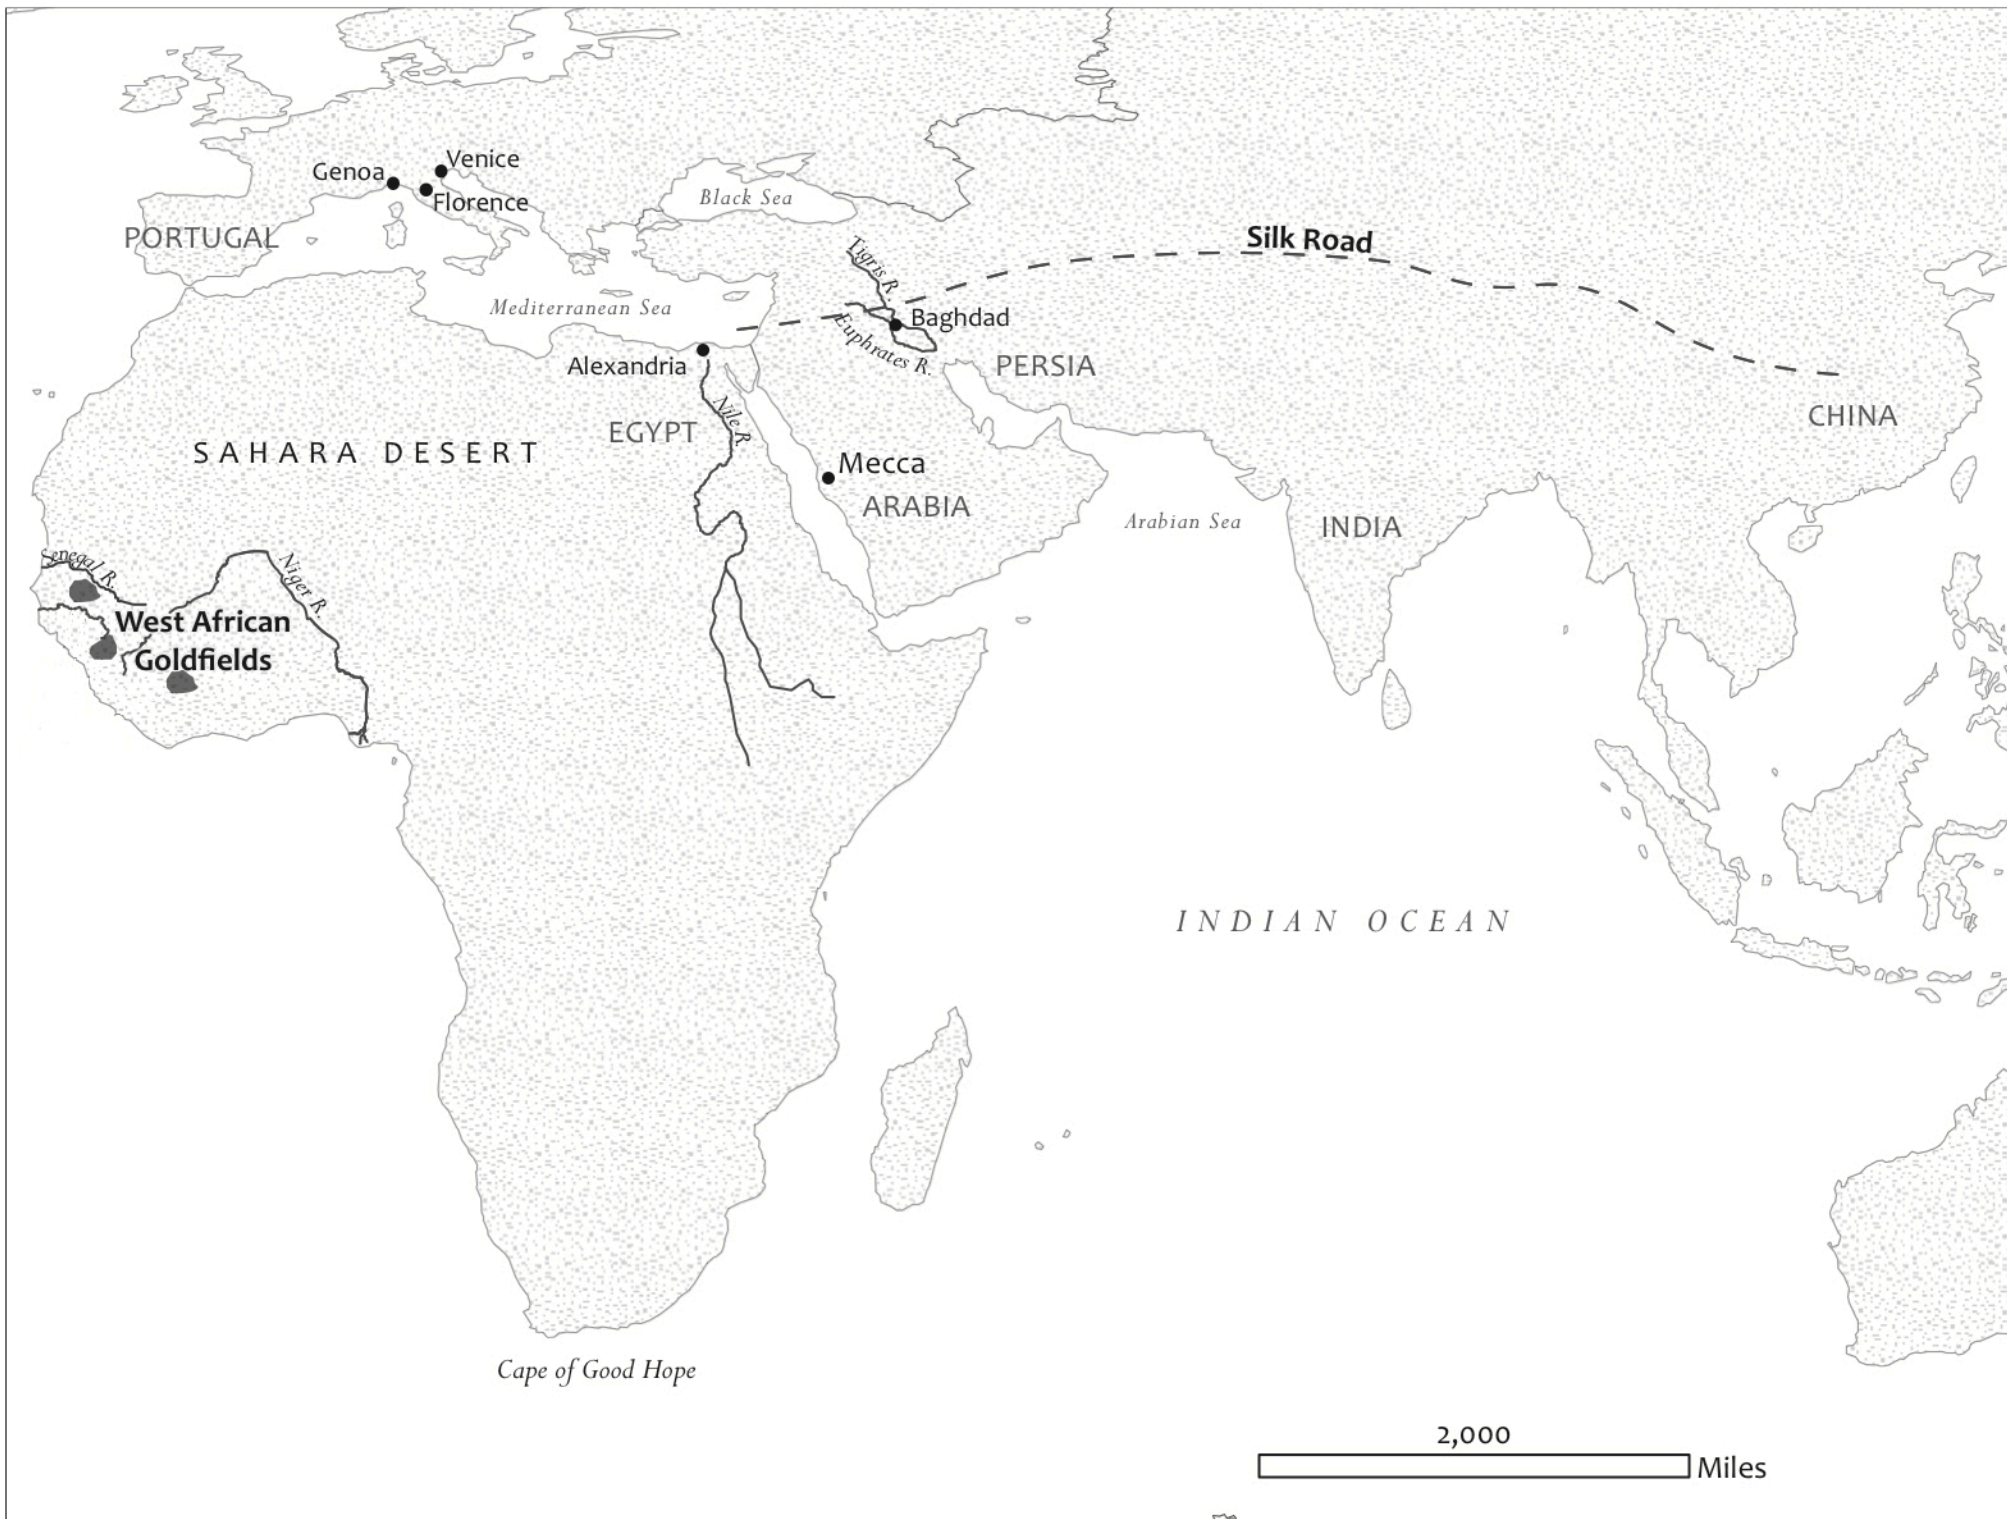 Venice
Genoa
Florence
Black Sea
PORTUGAL
Silk Road
Tigris R.
Mediterranean Sea
Baghdad
Euphrates R.
Alexandria
PERSIA
Nile R.
CHINA
EGYPT
SAHARA DESERT
Mecca
ARABIA
Arabian Sea
INDIA
Senegal R.
Niger R.
West African
Goldfields
INDIAN OCEAN
Cape of Good Hope
2,000
Miles